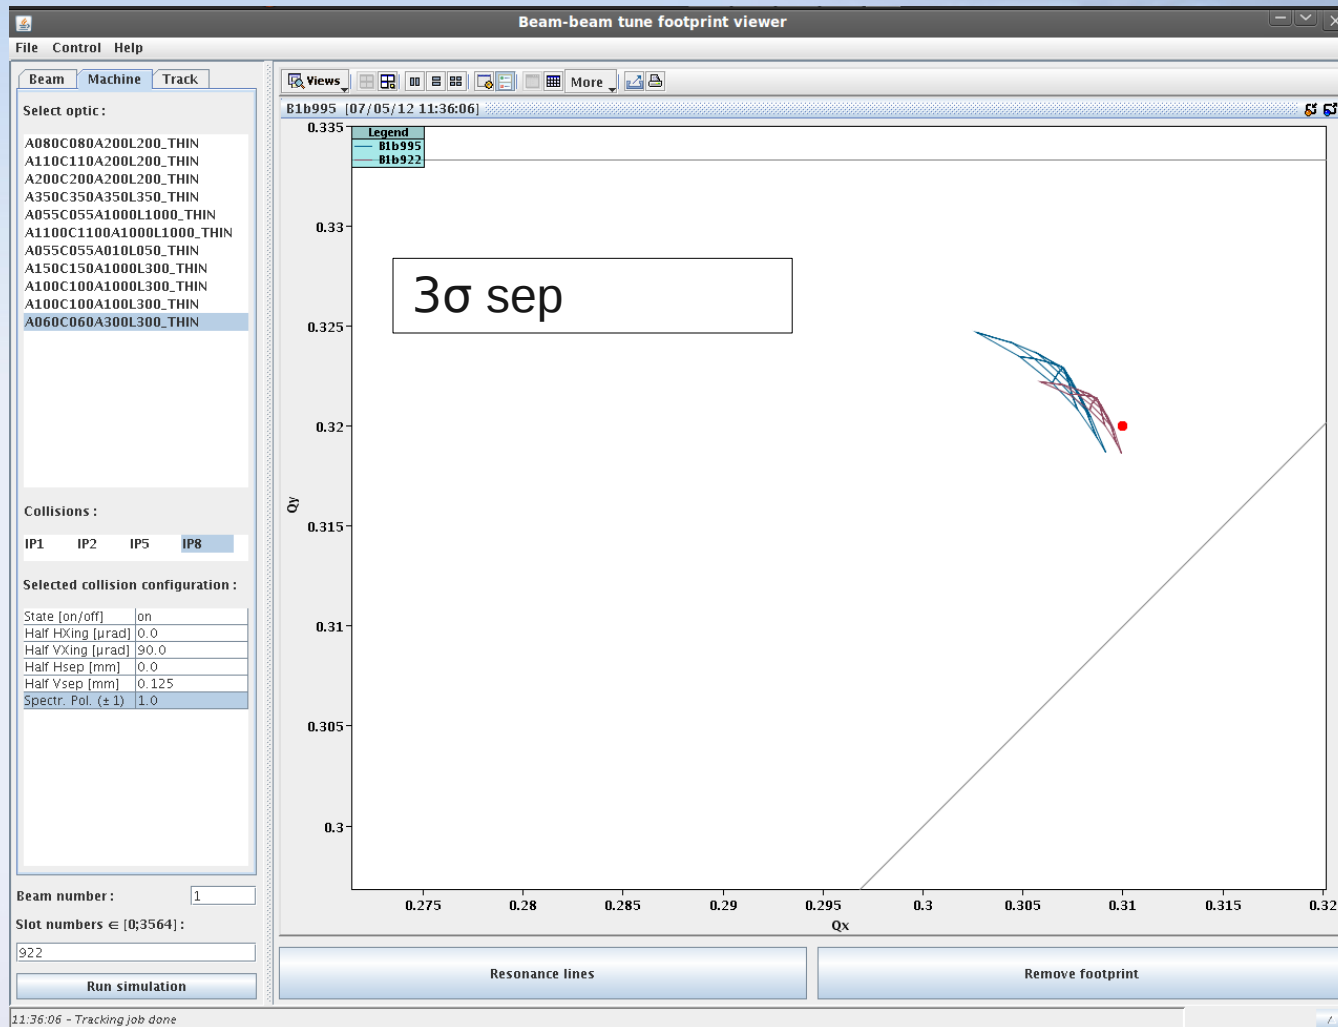 Beam-beam tune footprint viewer
File Control Help
Beam Machine Track
Select optic :
A080C080A200L200_THIN
A110C110A200L200_THIN
A200C200A200L200_THIN
A350C350A350L350_THIN
A055C055A1000L1000_THIN
A1100C1100A1000L1000_THIN
A055C055A010L050_THIN
A150C150A1000L300_THIN
A100C100A1000L300_THIN
A100C100A100L300_THIN
A060C060A300L300_THIN
Collisions :
IP1 IP2 IP5 IP8
Selected collision configuration :
State [on/off] on
Half HXing [µrad] 0.0
Half VXing [µrad] 90.0
Half Hsep [mm] 0.0
Half Vsep [mm] 0.125
Spectr. Pol. (± 1) 1.0
Beam number : 1
Slot numbers ∈ [0;3564] :
922
Run simulation
Views More
B1b995 [07/05/12 11:36:06]
Legend
B1b995
B1b922
3σ sep
0.335
0.33
0.325
0.32
0.315
0.31
0.305
0.3
Qy
0.275 0.28 0.285 0.29 0.295 0.3 0.305 0.31 0.315 0.32
Qx
Resonance lines Remove footprint
11:36:06 - Tracking job done